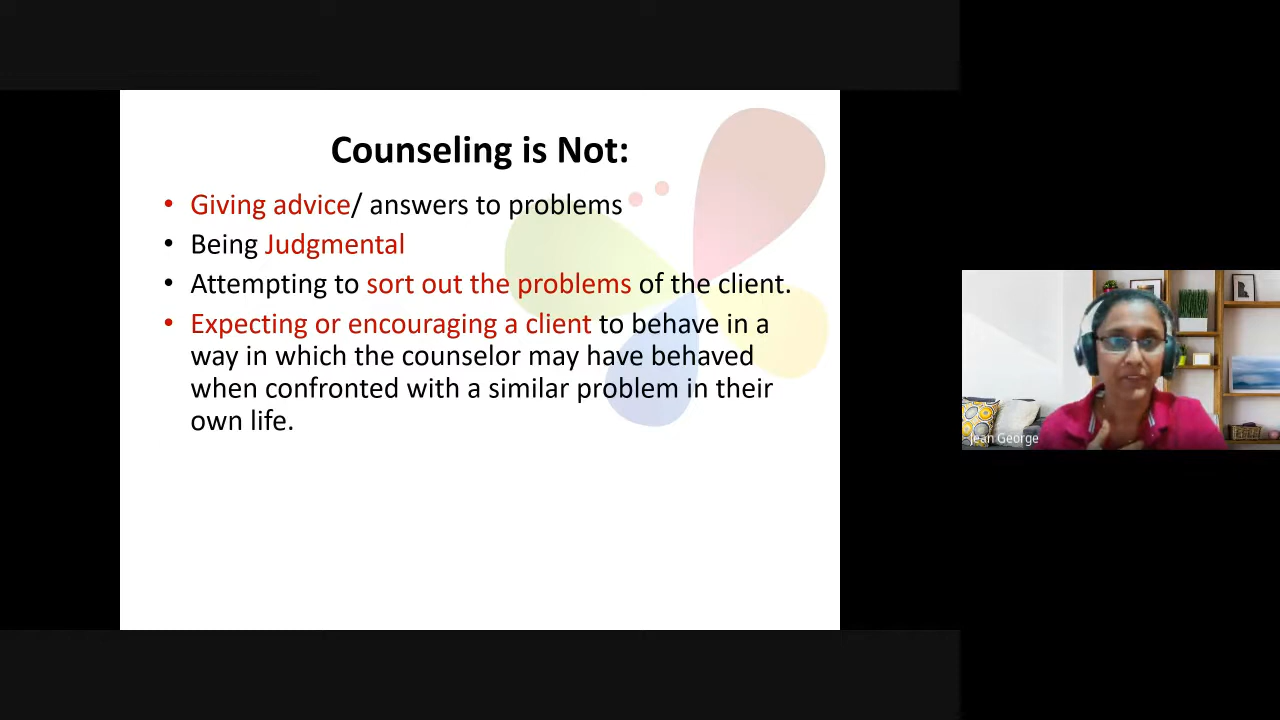 Counseling is Not:
• Giving advice/ answers to problems
• Being Judgmental
• Attempting to sort out the problems of the client.
• Expecting or encouraging a client to behave in a
way in which the counselor may have behaved
when confronted with a similar problem in their
own life.
Jean George